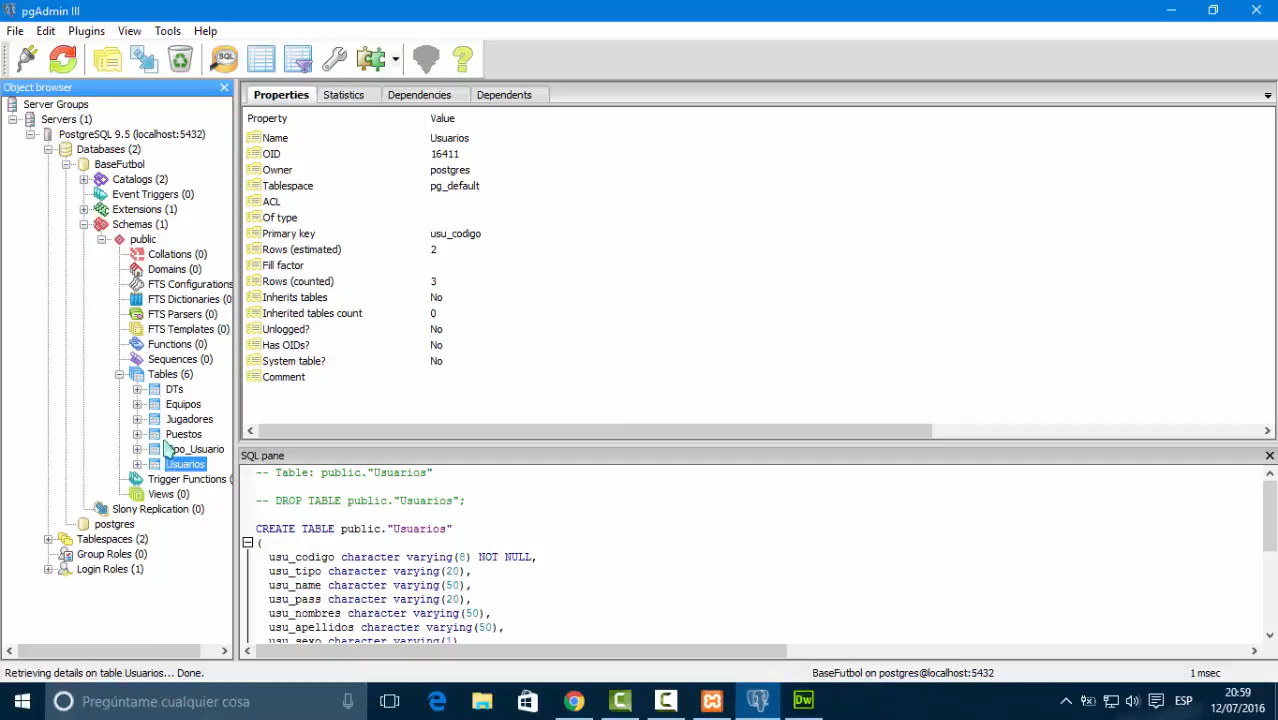 pgAdmin III
File Edit Plugins View Tools Help
SQL
Object browser
Server Groups
Servers (1)
PostgreSQL 9.5 (localhost:5432)
Databases (2)
BaseFutbol
Catalogs (2)
Event Triggers (0)
Extensions (1)
Schemas (1)
public
Collations (0)
Domains (0)
FTS Configurations
FTS Dictionaries (0
FTS Parsers (0)
FTS Templates (0)
Functions (0)
Sequences (0)
Tables (6)
DTs
Equipos
Jugadores
Puestos
po_Usuario
Usuarios
Trigger Functions (
Views (0)
Slony Replication (0)
postgres
Tablespaces (2)
Group Roles (0)
Login Roles (1)
Properties Statistics Dependencies Dependents
Property Value
Name Usuarios
OID 16411
Owner postgres
Tablespace pg_default
ACL
Of type
Primary key usu_codigo
Rows (estimated) 2
Fill factor
Rows (counted) 3
Inherits tables No
Inherited tables count 0
Unlogged? No
Has OIDs? No
System table? No
Comment
SQL pane
-- Table: public."Usuarios"
-- DROP TABLE public."Usuarios";
CREATE TABLE public."Usuarios"
(
usu_codigo character varying(8) NOT NULL,
usu_tipo character varying(20),
usu_name character varying(50),
usu_pass character varying(20),
usu_nombres character varying(50),
usu_apellidos character varying(50),
usu_sexo character varying(1)
Retrieving details on table Usuarios... Done. BaseFutbol on postgres@localhost:5432 1 msec
Pregúntame cualquier cosa
Dw
ESP
20:59
12/07/2016